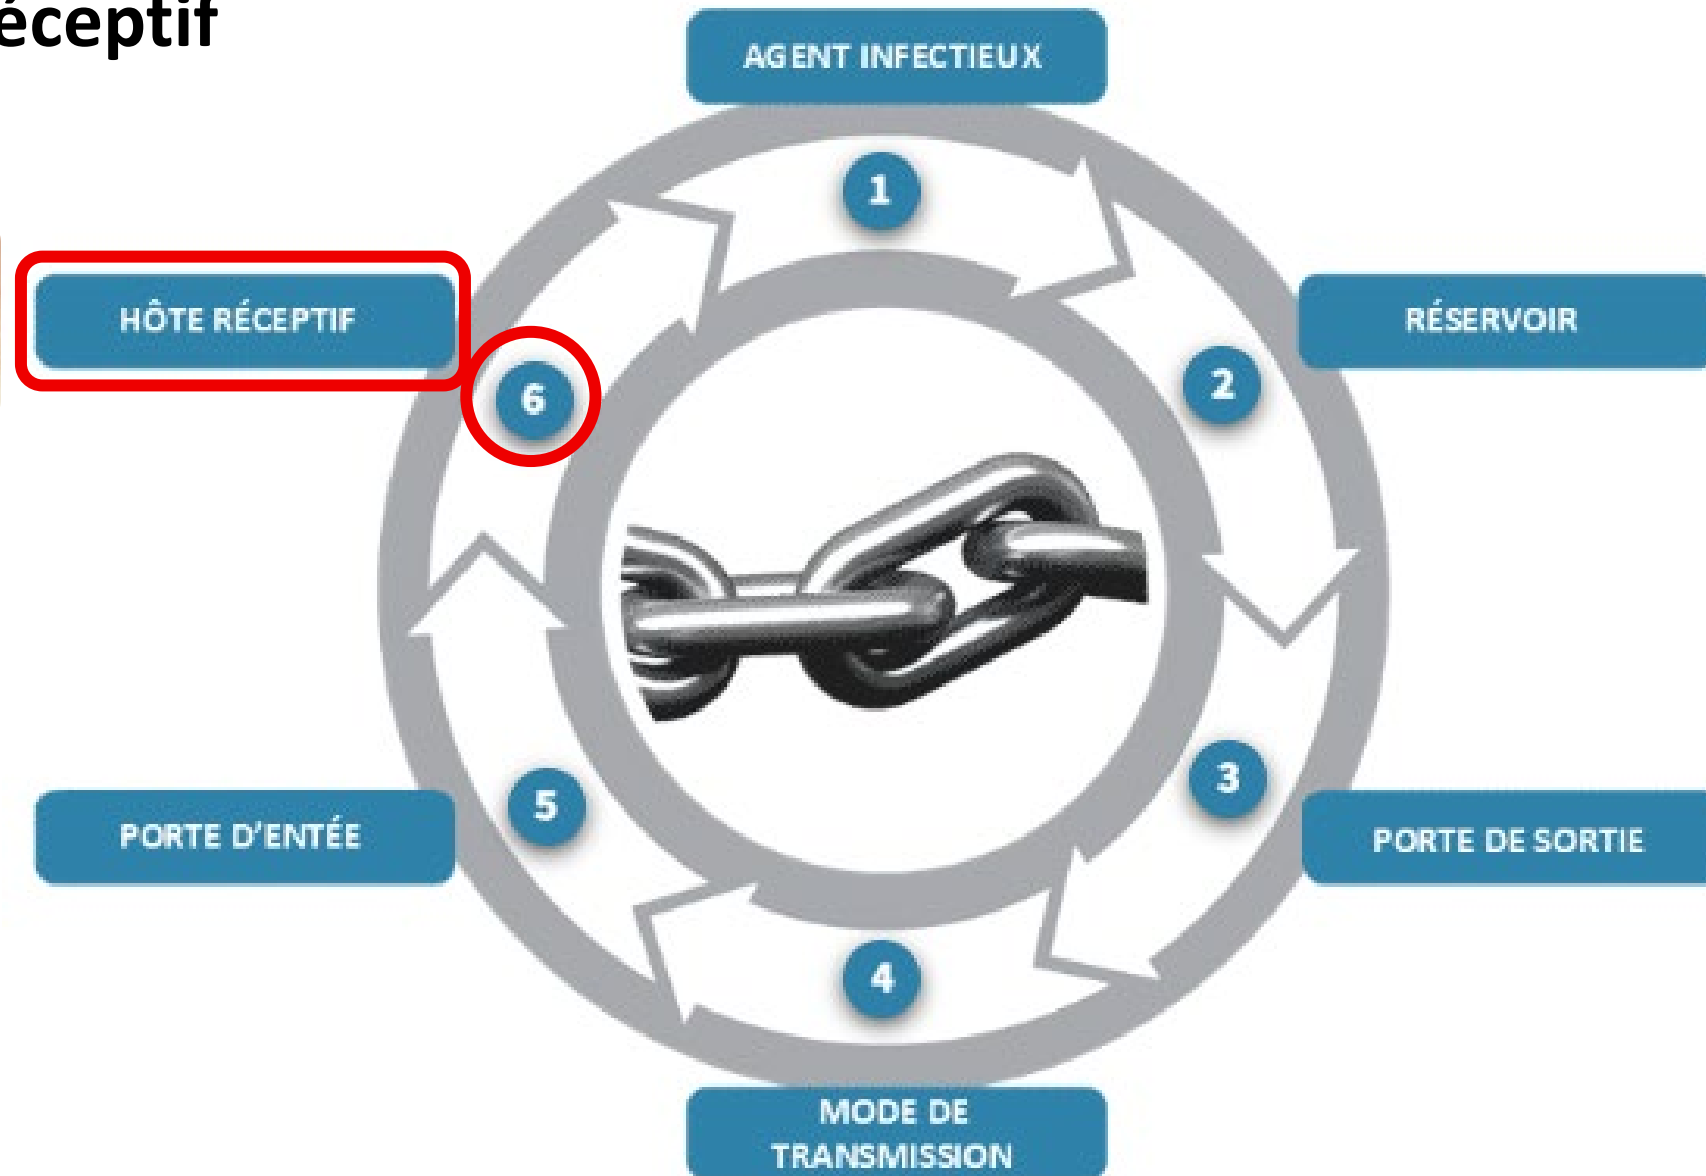 AGENT INFECTIEUX
1
RÉSERVOIR
2
3
PORTE DE SORTIE
4
MODE DE
TRANSMISSION
5
PORTE D'ENTÉE
6
HÔTE RÉCEPTIF